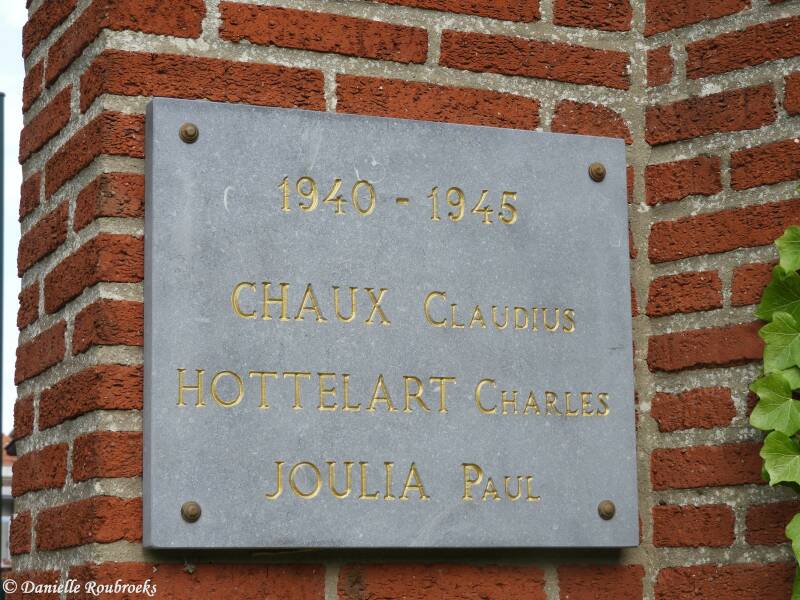 1940 - 1945
CHAUX CLAUDIUS
HOTTELART CHARLES
JOULIA PAUL
© Danielle Roubroeks